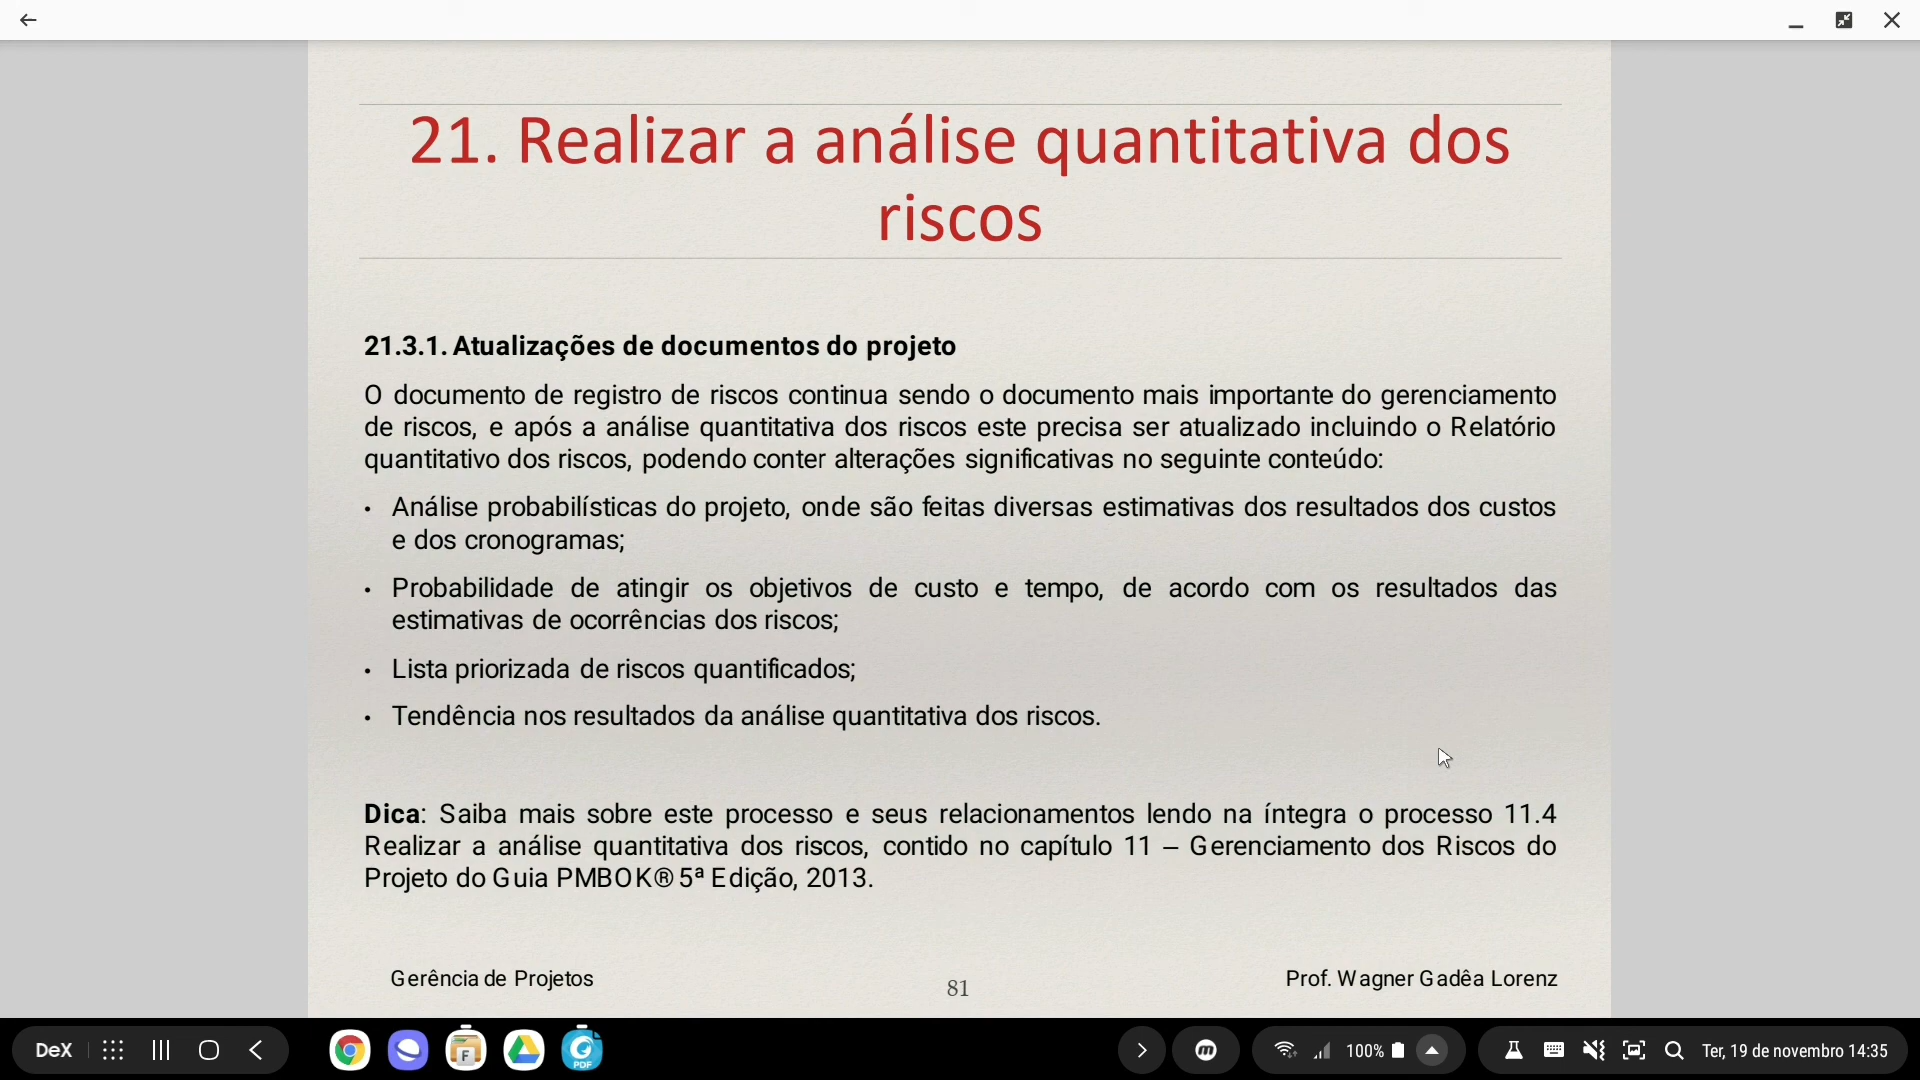 21. Realizar a análise quantitativa dos
riscos
21.3.1. Atualizações de documentos do projeto
O documento de registro de riscos continua sendo o documento mais importante do gerenciamento
de riscos, e após a análise quantitativa dos riscos este precisa ser atualizado incluindo o Relatório
quantitativo dos riscos, podendo conter alterações significativas no seguinte conteúdo:
• Análise probabilísticas do projeto, onde são feitas diversas estimativas dos resultados dos custos
e dos cronogramas;
• Probabilidade de atingir os objetivos de custo e tempo, de acordo com os resultados das
estimativas de ocorrências dos riscos;
• Lista priorizada de riscos quantificados;
• Tendência nos resultados da análise quantitativa dos riscos.
Dica: Saiba mais sobre este processo e seus relacionamentos lendo na íntegra o processo 11.4
Realizar a análise quantitativa dos riscos, contido no capítulo 11 – Gerenciamento dos Riscos do
Projeto do Guia PMBOK® 5ª Edição, 2013.
Gerência de Projetos
81
Prof. Wagner Gadêa Lorenz
DeX
F
PDF
m
100%
Ter, 19 de novembro 14:35